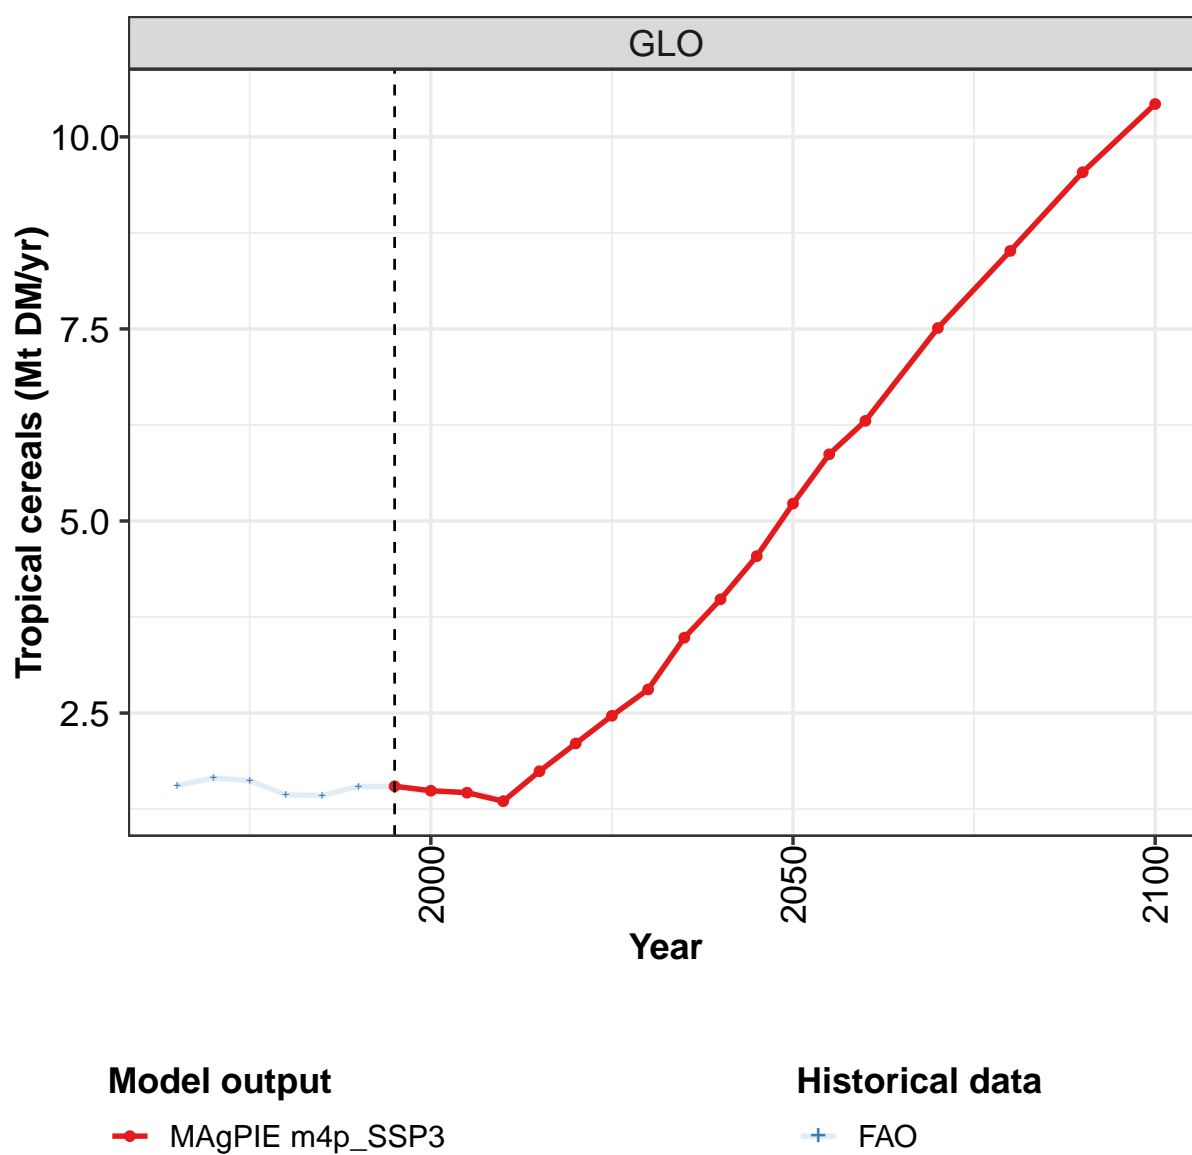 GLO
Tropical cereals (Mt DM/yr)
10.0
7.5
5.0
2.5
2000
2050
2100
Year
Model output
Historical data
MAgPIE m4p_SSP3
FAO